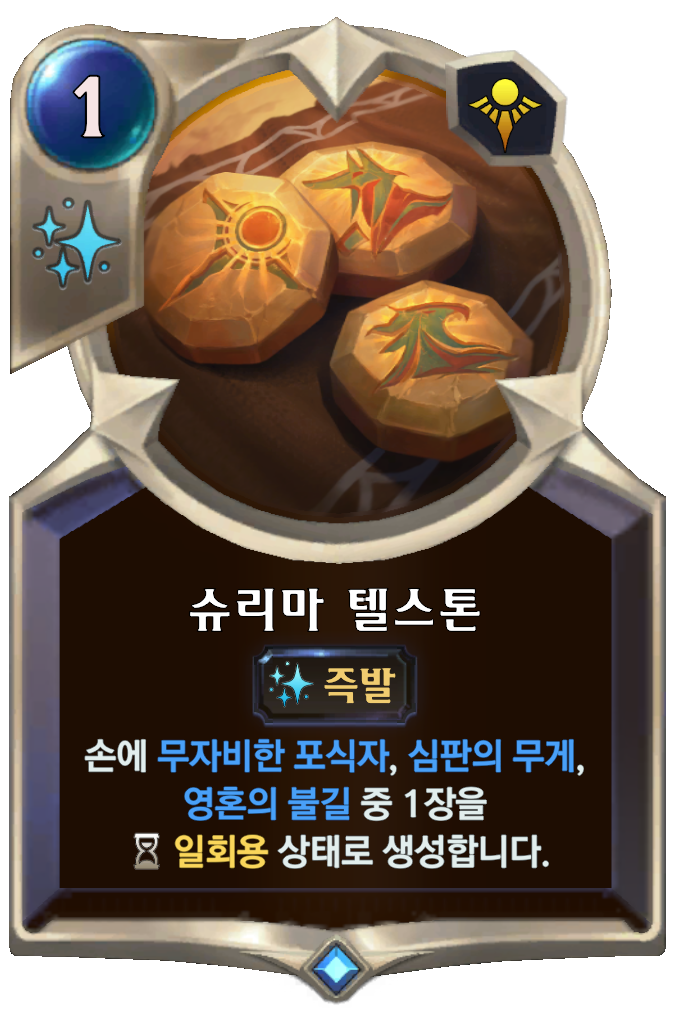 1
슈리마 텔스톤
즉발
손에 무자비한 포식자, 심판의 무게,
영혼의 불길 중 1장을
일회용 상태로 생성합니다.